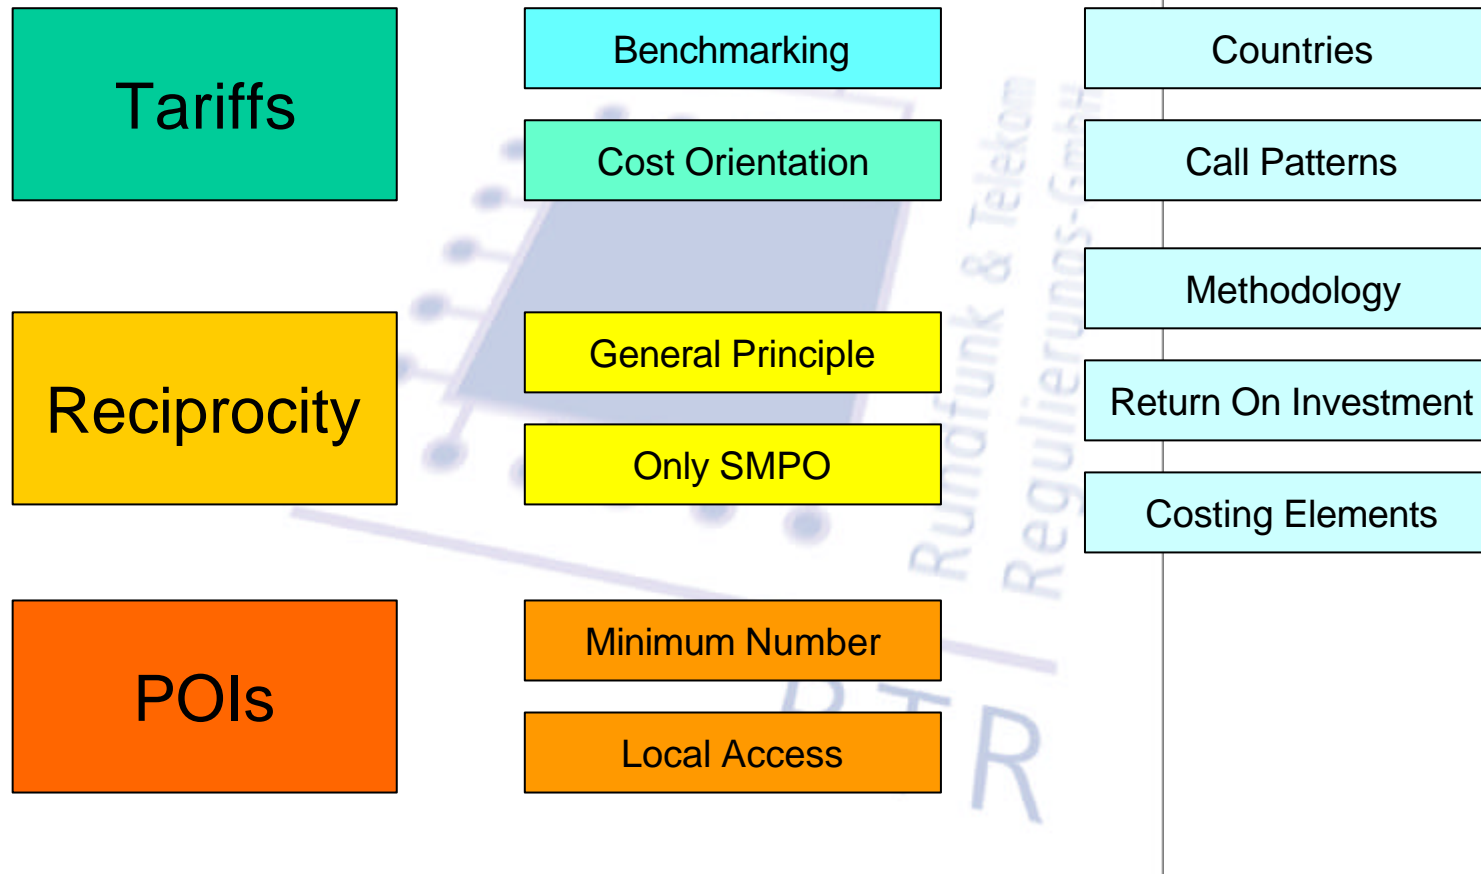 Tariffs
Benchmarking
Cost Orientation
Countries
Call Patterns
Methodology
Reciprocity
General Principle
Only SMPO
Return On Investment
Costing Elements
POIs
Minimum Number
Local Access
Rundfunk & Telekom
Regulierungs-GmbH
RTR